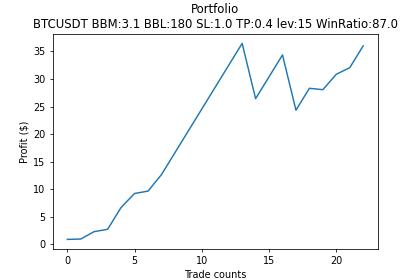 Portfolio
BTCUSDT BBM:3.1 BBL:180 SL:1.0 TP:0.4 lev:15 WinRatio:87.0
Profit ($)
35
30
25
20
15
10
5
0
0 5 10 15 20
Trade counts